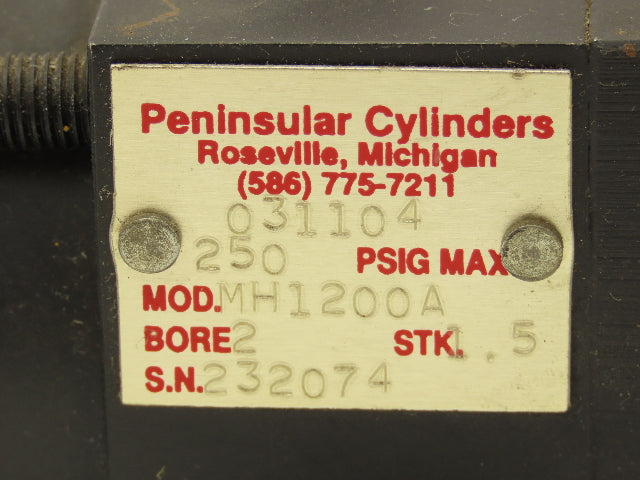 Peninsular Cylinders
Roseville, Michigan
(586) 775-7211
031104
250 PSIG MAX
MOD. MH1200A
BORE 2 STK. 1.5
S.N. 232074